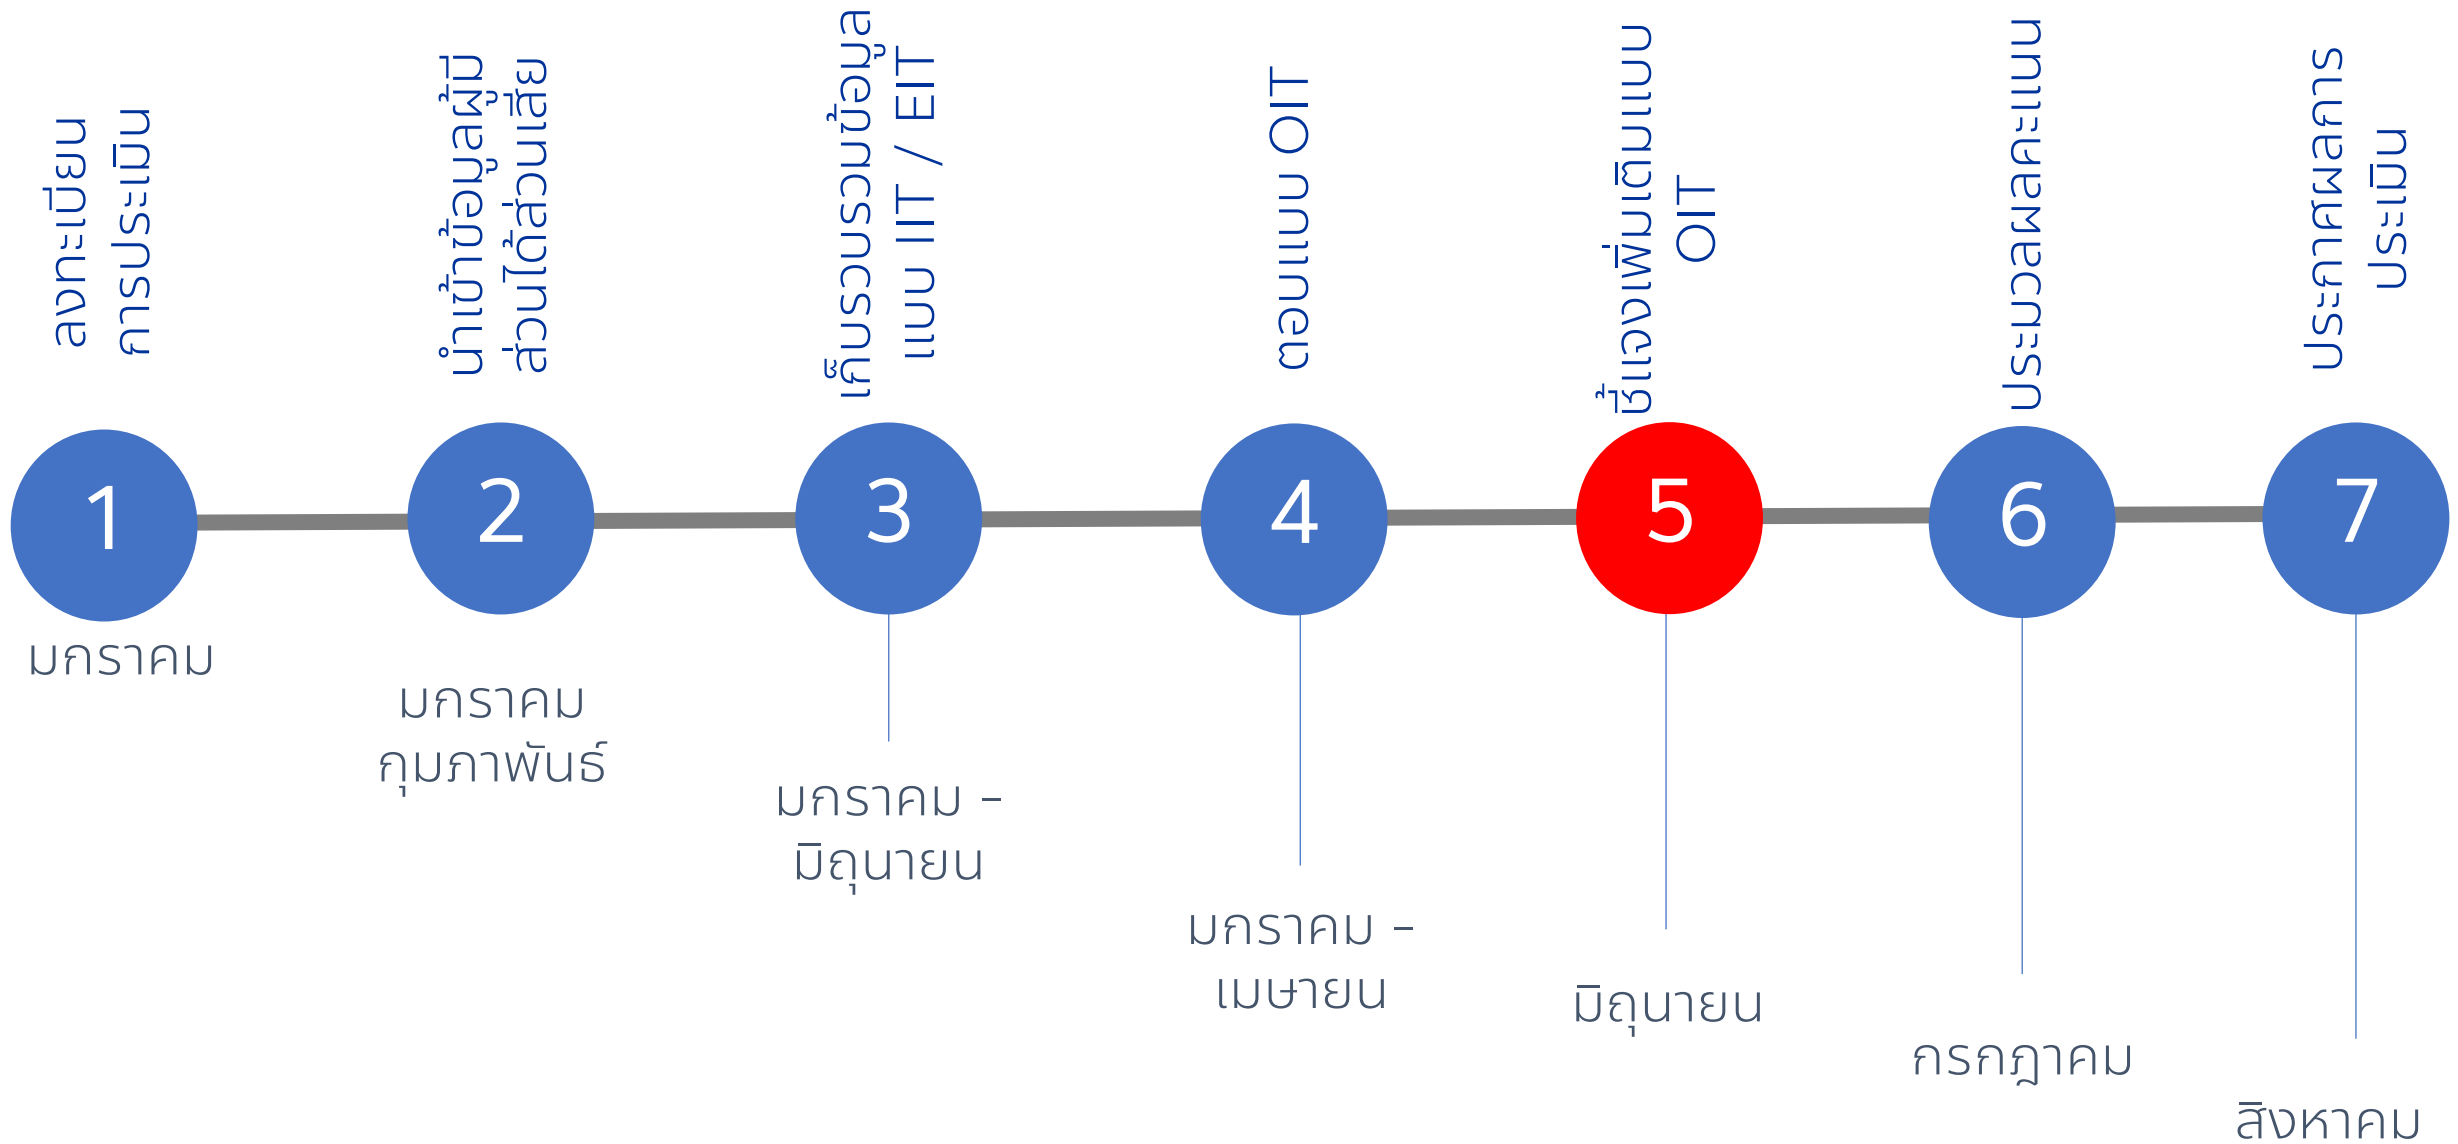 ลงทะเบียน
การประเมิน
นำเข้าข้อมูลผู้มี
ส่วนได้ส่วนเสีย
เก็บรวบรวมข้อมูล
แบบ IIT / EIT
ตอบแบบ OIT
ชี้แจงเพิ่มเติมแบบ
OIT
ประมวลผลคะแนน
ประกาศผลการ
ประเมิน
1
2
3
4
5
6
7
มกราคม
มกราคม
กุมภาพันธ์
มกราคม -
มิถุนายน
มกราคม -
เมษายน
มิถุนายน
กรกฎาคม
สิงหาคม